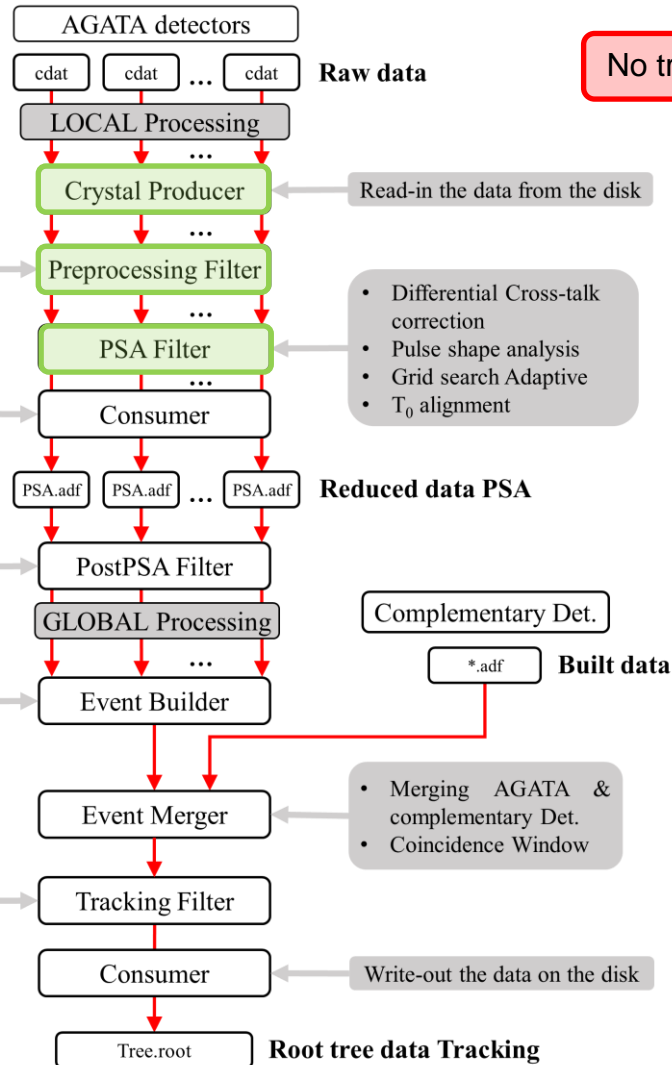 AGATA detectors
cdat cdat ... cdat Raw data
No tr
LOCAL Processing
...
Crystal Producer
Read-in the data from the disk
...
Preprocessing Filter
...
• Differential Cross-talk
correction
• Pulse shape analysis
• Grid search Adaptive
• T₀ alignment
PSA Filter
...
Consumer
PSA.adf PSA.adf ... PSA.adf Reduced data PSA
PostPSA Filter
GLOBAL Processing
...
Complementary Det.
*.adf Built data
Event Builder
Event Merger
• Merging AGATA &
complementary Det.
• Coincidence Window
Tracking Filter
Consumer
Write-out the data on the disk
Tree.root Root tree data Tracking